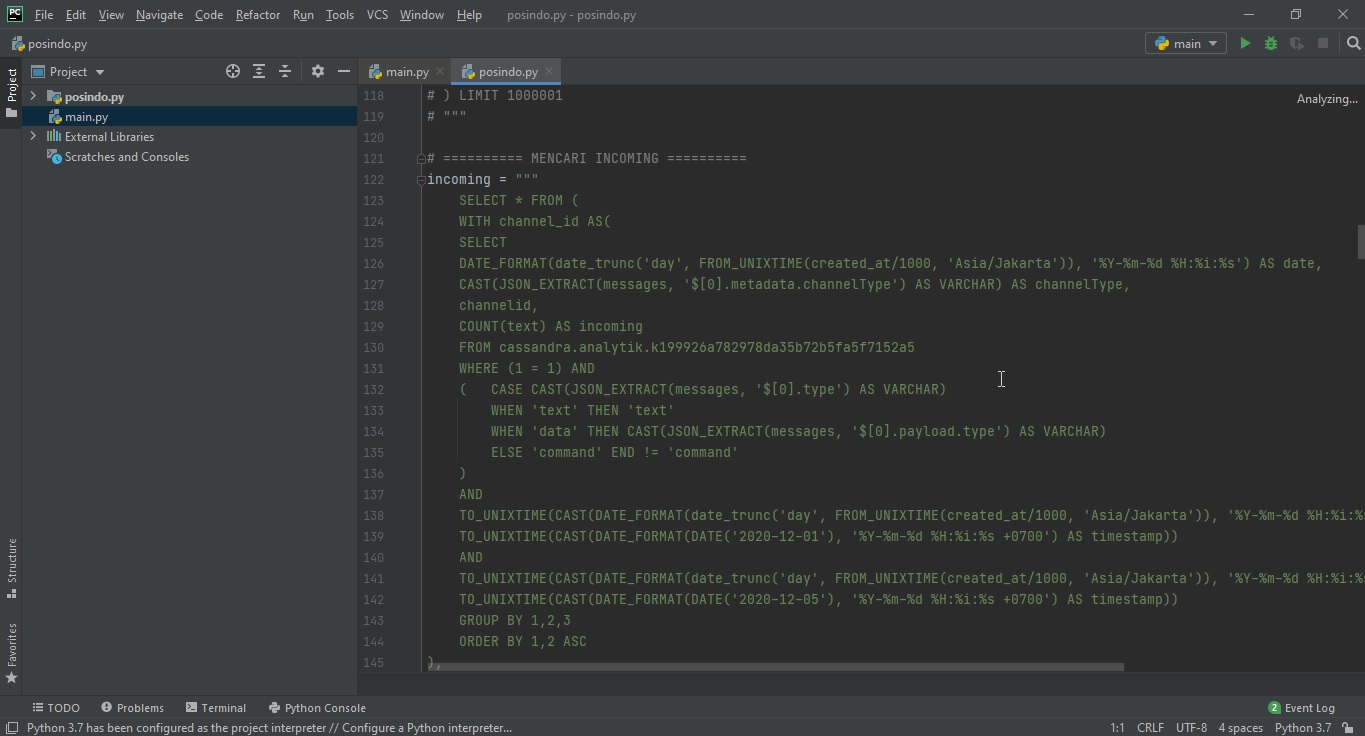 PC File Edit View Navigate Code Refactor Run Tools VCS Window Help posindo.py - posindo.py
posindo.py main
Project main.py posindo.py
Project
posindo.py
main.py
External Libraries
Scratches and Consoles
Structure
Favorites
Analyzing...
118 # ) LIMIT 1000001
119 # """
120
121 # ========== MENCARI INCOMING ==========
122 incoming = """
123 SELECT * FROM (
124 WITH channel_id AS(
125 SELECT
126 DATE_FORMAT(date_trunc('day', FROM_UNIXTIME(created_at/1000, 'Asia/Jakarta')), '%Y-%m-%d %H:%i:%s') AS date,
127 CAST(JSON_EXTRACT(messages, '$[0].metadata.channelType') AS VARCHAR) AS channelType,
128 channelid,
129 COUNT(text) AS incoming
130 FROM cassandra.analytik.k199926a782978da35b72b5fa5f7152a5
131 WHERE (1 = 1) AND
132 ( CASE CAST(JSON_EXTRACT(messages, '$[0].type') AS VARCHAR)
133 WHEN 'text' THEN 'text'
134 WHEN 'data' THEN CAST(JSON_EXTRACT(messages, '$[0].payload.type') AS VARCHAR)
135 ELSE 'command' END != 'command'
136 )
137 AND
138 TO_UNIXTIME(CAST(DATE_FORMAT(date_trunc('day', FROM_UNIXTIME(created_at/1000, 'Asia/Jakarta')), '%Y-%m-%d %H:%i:%s
139 TO_UNIXTIME(CAST(DATE_FORMAT(DATE('2020-12-01'), '%Y-%m-%d %H:%i:%s +0700') AS timestamp))
140 AND
141 TO_UNIXTIME(CAST(DATE_FORMAT(date_trunc('day', FROM_UNIXTIME(created_at/1000, 'Asia/Jakarta')), '%Y-%m-%d %H:%i:%s
142 TO_UNIXTIME(CAST(DATE_FORMAT(DATE('2020-12-05'), '%Y-%m-%d %H:%i:%s +0700') AS timestamp))
143 GROUP BY 1,2,3
144 ORDER BY 1,2 ASC
145 ),
TODO Problems Terminal Python Console 2 Event Log
Python 3.7 has been configured as the project interpreter // Configure a Python interpreter... 1:1 CRLF UTF-8 4 spaces Python 3.7